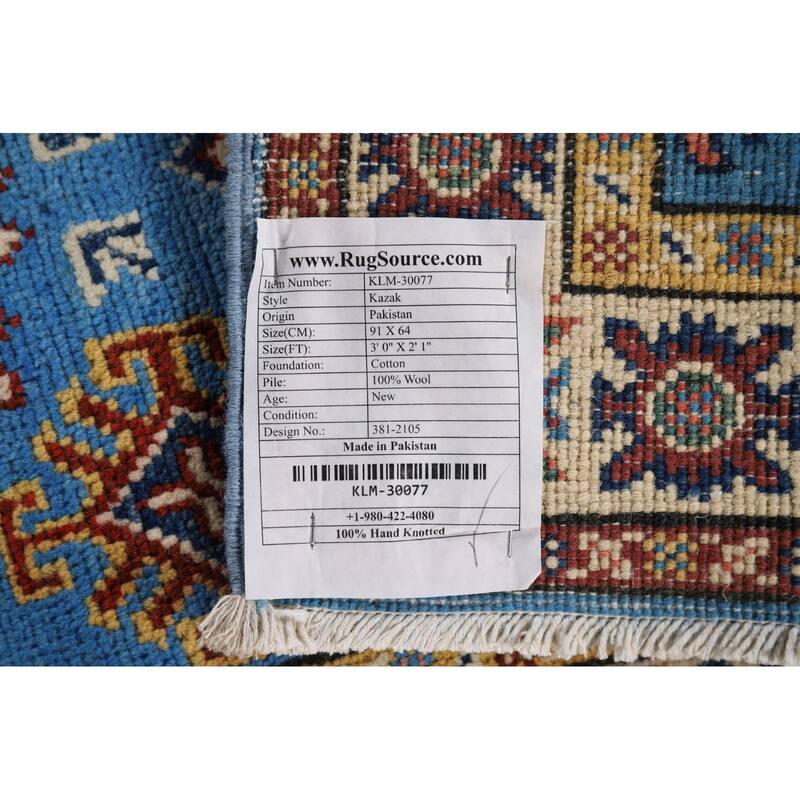 www.RugSource.com
Item Number: KLM-30077
Style Kazak
Origin Pakistan
Size(CM): 91 X 64
Size(FT): 3' 0" X 2' 1"
Foundation: Cotton
Pile: 100% Wool
Age: New
Condition:
Design No.: 381-2105
Made in Pakistan
KLM-30077
+1-980-422-4080
100% Hand Knotted